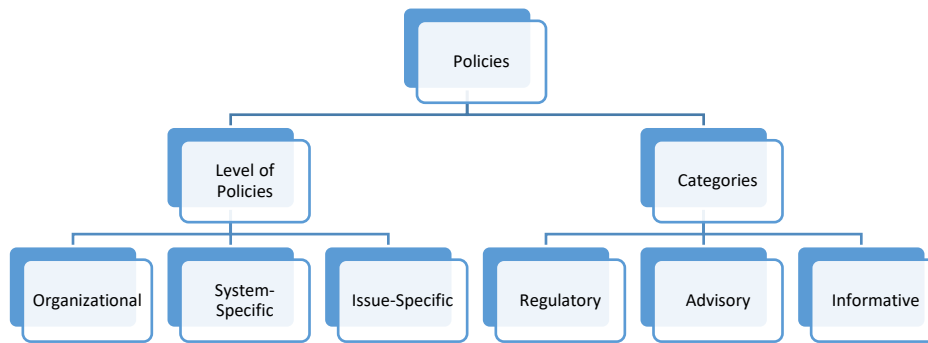 Policies
Level of
Policies
Categories
Organizational
System-
Specific
Issue-Specific
Regulatory
Advisory
Informative